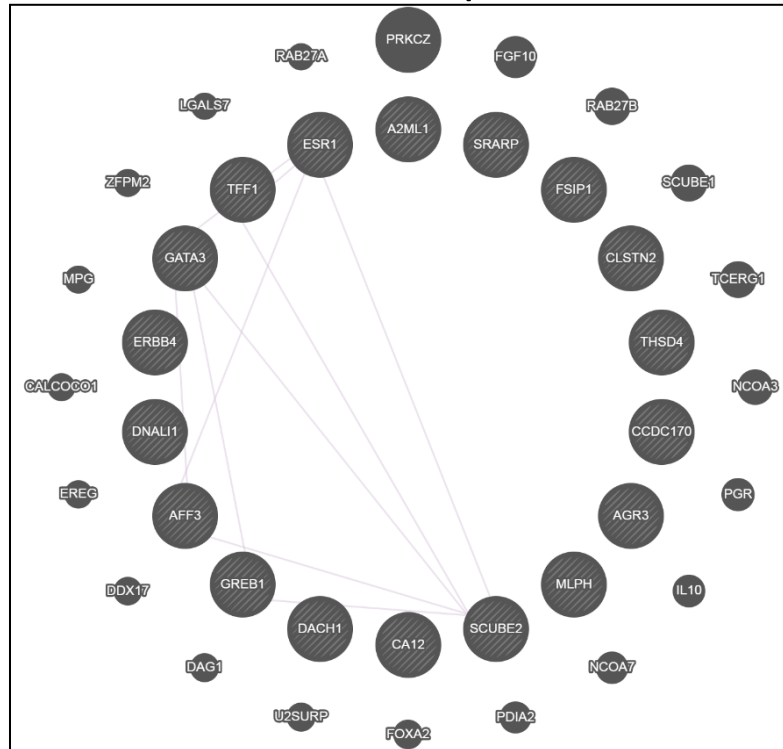 PRKCZ
RAB27A
FGF10
LGALS7
RAB27B
A2ML1
ESR1
SRARP
ZFPM2
TFF1
FSIP1
SCUBE1
GATA3
CLSTN2
MPG
TCERG1
ERBB4
THSD4
CALCOCO1
NCOA3
DNALI1
CCDC170
EREG
PGR
AFF3
AGR3
DDX17
GREB1
MLPH
IL10
DACH1
SCUBE2
CA12
DAG1
NCOA7
U2SURP
PDIA2
FOXA2